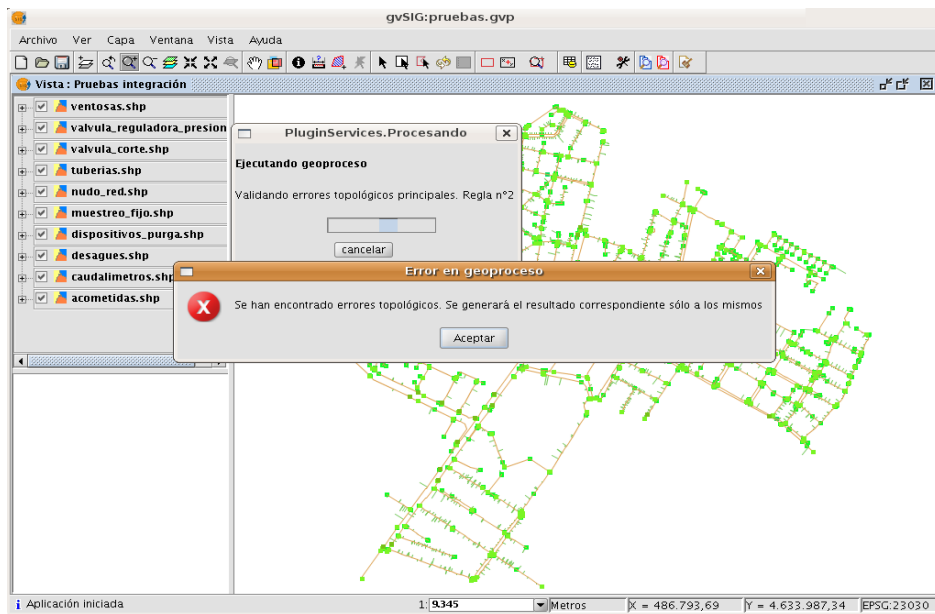 gvSIG:pruebas.gvp
Archivo Ver Capa Ventana Vista Ayuda
Vista : Pruebas integración
ventosas.shp
valvula_reguladora_presion
valvula_corte.shp
tuberias.shp
nudo_red.shp
muestreo_fijo.shp
dispositivos_purga.shp
desagues.shp
caudalimetros.shp
acometidas.shp
PluginServices.Procesando
Ejecutando geoproceso
Validando errores topológicos principales. Regla nº2
cancelar
Error en geoproceso
Se han encontrado errores topológicos. Se generará el resultado correspondiente sólo a los mismos
Aceptar
Aplicación iniciada
1: 9.345
Metros
X = 486.793,69
Y = 4.633.987,34
EPSG:23030